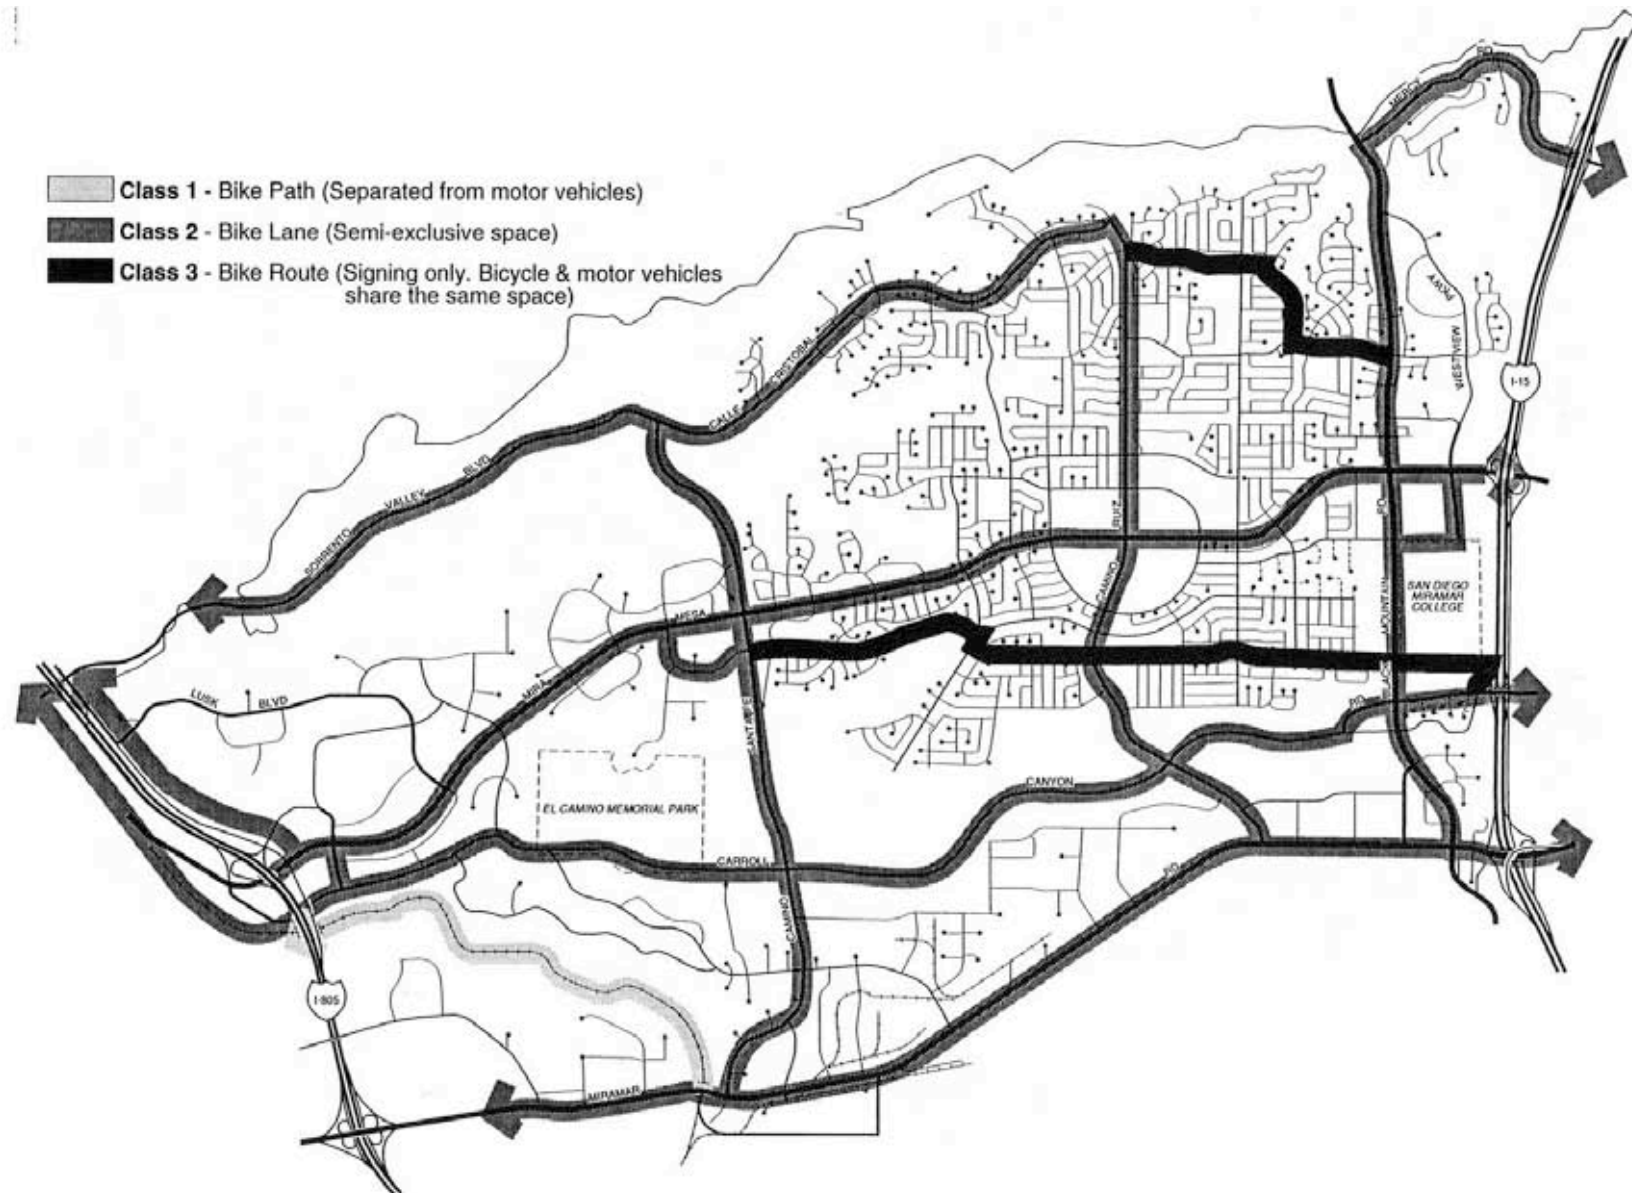 RD
MERCY
Class 1 - Bike Path (Separated from motor vehicles)
Class 2 - Bike Lane (Semi-exclusive space)
Class 3 - Bike Route (Signing only. Bicycle & motor vehicles
share the same space)
PKWY
WESTVIEW
I-15
CALLE CRISTOBAL
SORRENTO VALLEY BLVD
RUIZ
CAMINO
RD
MOUNTAIN
BLACK
SAN DIEGO
MIRAMAR
COLLEGE
MESA
MIRA
LUSK BLVD
SANTA FE
RD
CANYON
EL CAMINO MEMORIAL PARK
CARROLL
RD
CAMINO
I-805
MIRAMAR